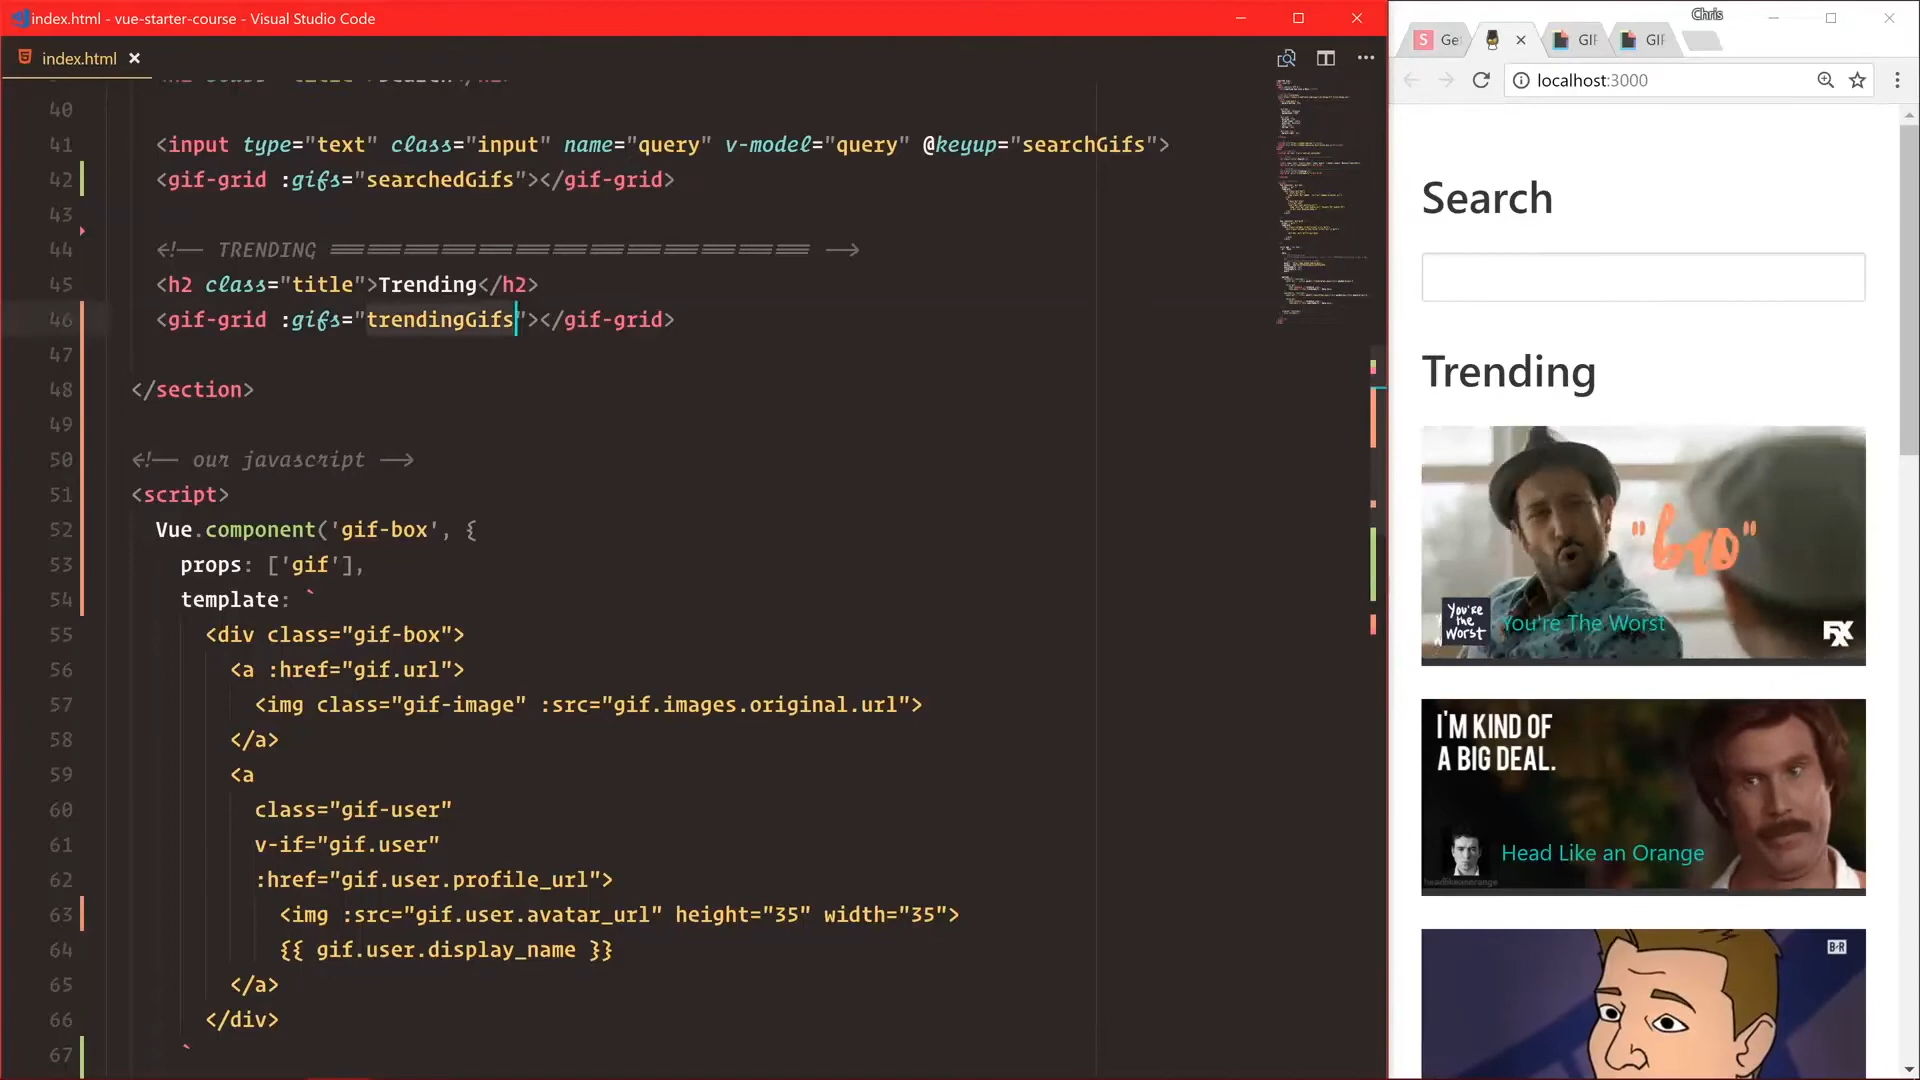 index.html - vue-starter-course - Visual Studio Code
index.html
40
41 <input type="text" class="input" name="query" v-model="query" @keyup="searchGifs">
42 <gif-grid :gifs="searchedGifs"></gif-grid>
43
44 <!-- TRENDING ======================================= -->
45 <h2 class="title">Trending</h2>
46 <gif-grid :gifs="trendingGifs"></gif-grid>
47
48 </section>
49
50 <!-- our javascript -->
51 <script>
52 Vue.component('gif-box', {
53 props: ['gif'],
54 template: `
55 <div class="gif-box">
56 <a :href="gif.url">
57 <img class="gif-image" :src="gif.images.original.url">
58 </a>
59 <a
60 class="gif-user"
61 v-if="gif.user"
62 :href="gif.user.profile_url">
63 <img :src="gif.user.avatar_url" height="35" width="35">
64 {{ gif.user.display_name }}
65 </a>
66 </div>
67 `
Chris
S Ge
GIF
GIF
localhost:3000
Search
Trending
"bro"
You're the Worst
You're The Worst
FX
I'M KIND OF
A BIG DEAL.
Head Like an Orange
headlikeanorange
B/R